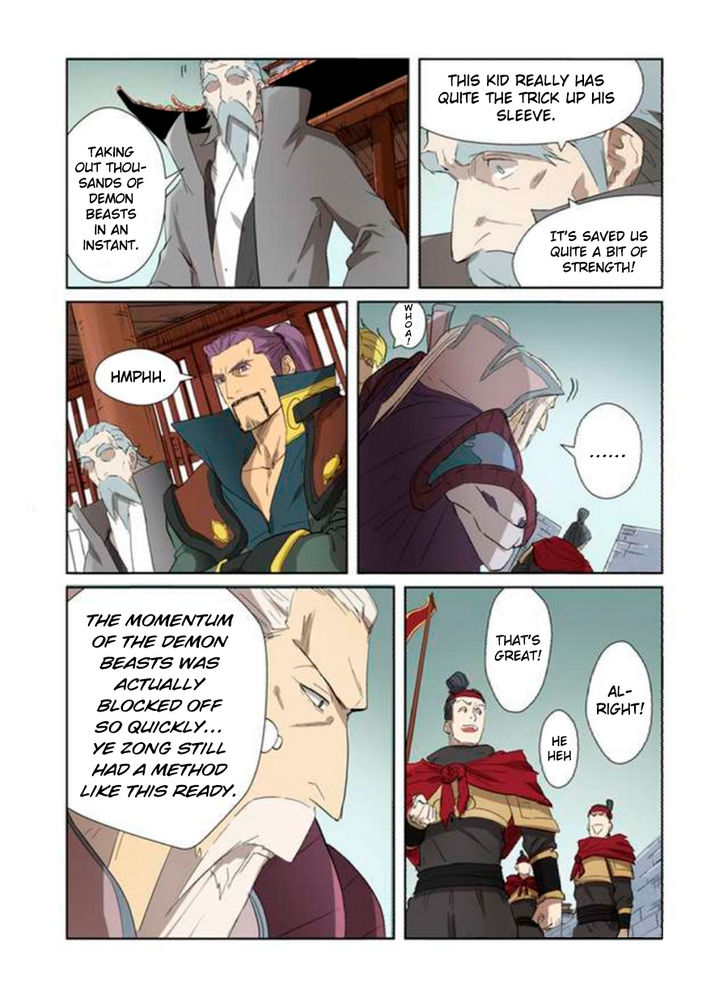 TAKING
OUT THOU-
SANDS OF
DEMON
BEASTS
IN AN
INSTANT.
THIS KID REALLY HAS
QUITE THE TRICK UP HIS
SLEEVE.
IT'S SAVED US
QUITE A BIT OF
STRENGTH!
HMPHH.
WHOA!
......
THE MOMENTUM
OF THE DEMON
BEASTS WAS
ACTUALLY
BLOCKED OFF
SO QUICKLY...
YE ZONG STILL
HAD A METHOD
LIKE THIS READY.
THAT'S
GREAT!
AL-
RIGHT!
HE
HEH